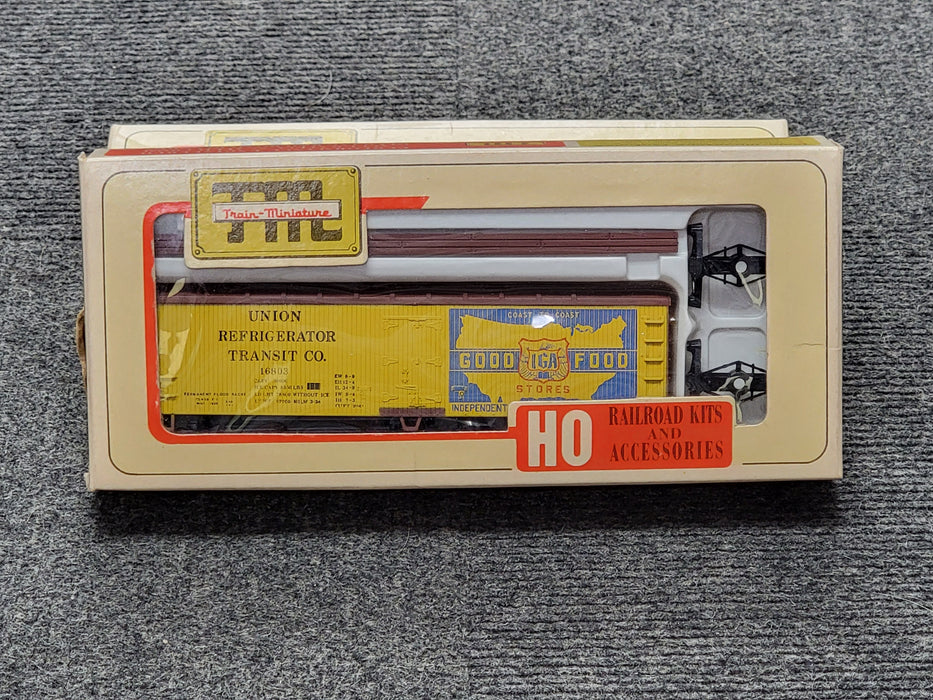 Train-Miniature
UNION
REFRIGERATOR
TRANSIT CO.
16803
COAST TO COAST
GOOD IGA FOOD
STORES
INDEPENDENT
HO
RAILROAD KITS
AND
ACCESSORIES